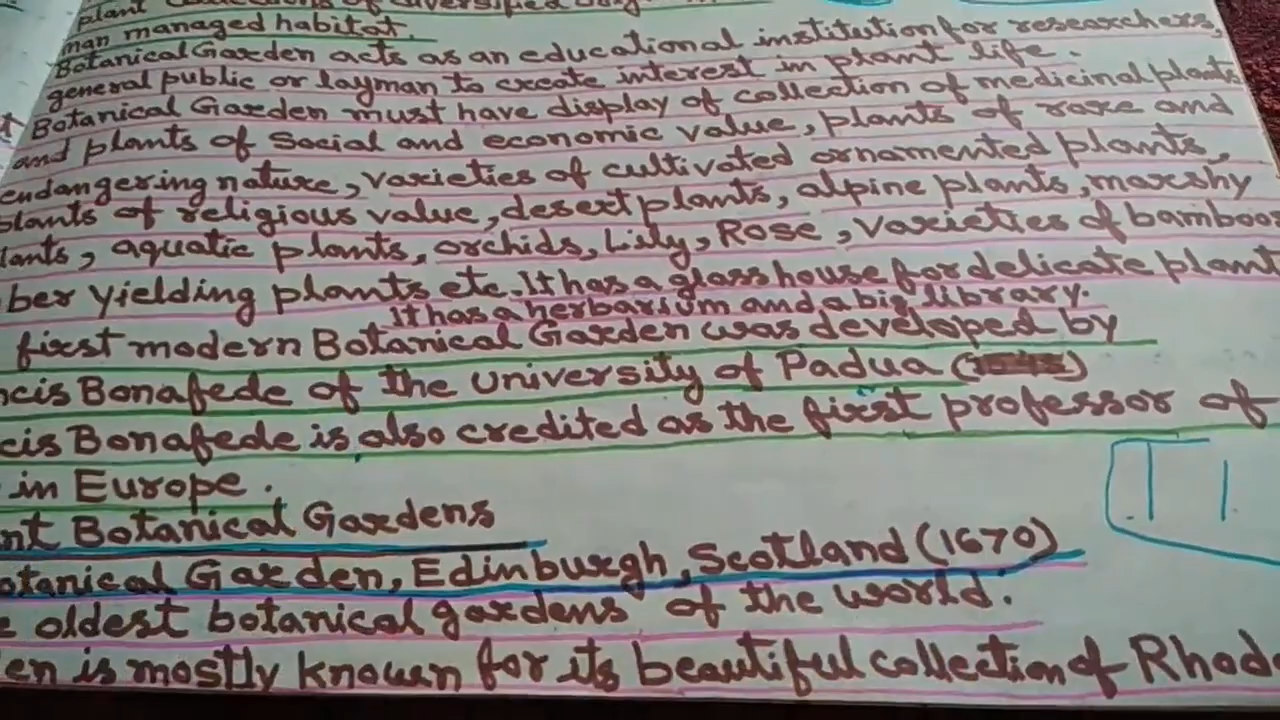 plant
man managed habitat.
Botanical Garden acts as an educational institution for researchers,
general public or layman to create interest in plant life.
Botanical Garden must have display of collection of medicinal plants
and plants of social and economic value, plants of rare and
endangering nature, varieties of cultivated ornamented plants,
plants of religious value, desert plants, alpine plants, marshy
lants, aquatic plants, orchids, Lily, Rose, varieties of bamboos
ber yielding plants etc. It has a glass house for delicate plant
It has a herbarium and a big library.
first modern Botanical Garden was developed by
ncis Bonafede of the University of Padua (
cis Bonafede is also credited as the first professor of
in Europe.
nt Botanical Gardens
otanical Garden, Edinburgh, Scotland (1670)
e oldest botanical gardens of the world.
en is mostly known for its beautiful collection of Rhod